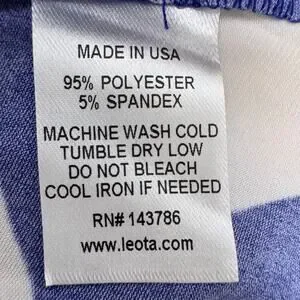 MADE IN USA
95% POLYESTER
5% SPANDEX
MACHINE WASH COLD
TUMBLE DRY LOW
DO NOT BLEACH
COOL IRON IF NEEDED
RN# 143786
www.leota.com